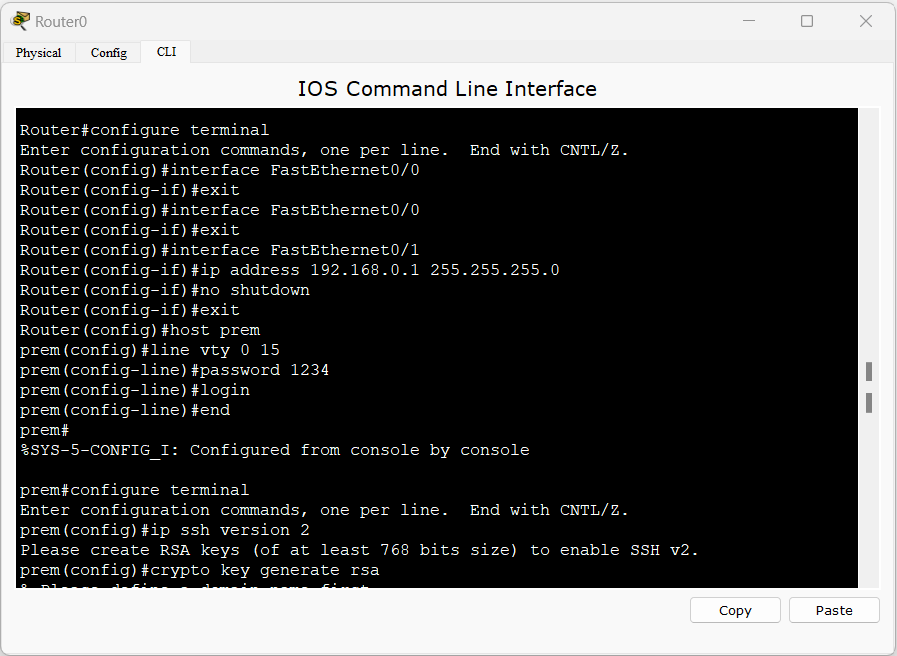 Router0
Physical Config CLI
IOS Command Line Interface
Router#configure terminal
Enter configuration commands, one per line.  End with CNTL/Z.
Router(config)#interface FastEthernet0/0
Router(config-if)#exit
Router(config)#interface FastEthernet0/0
Router(config-if)#exit
Router(config)#interface FastEthernet0/1
Router(config-if)#ip address 192.168.0.1 255.255.255.0
Router(config-if)#no shutdown
Router(config-if)#exit
Router(config)#host prem
prem(config)#line vty 0 15
prem(config-line)#password 1234
prem(config-line)#login
prem(config-line)#end
prem#
%SYS-5-CONFIG_I: Configured from console by console
prem#configure terminal
Enter configuration commands, one per line.  End with CNTL/Z.
prem(config)#ip ssh version 2
Please create RSA keys (of at least 768 bits size) to enable SSH v2.
prem(config)#crypto key generate rsa
% Please define a domain-name first.
Copy Paste